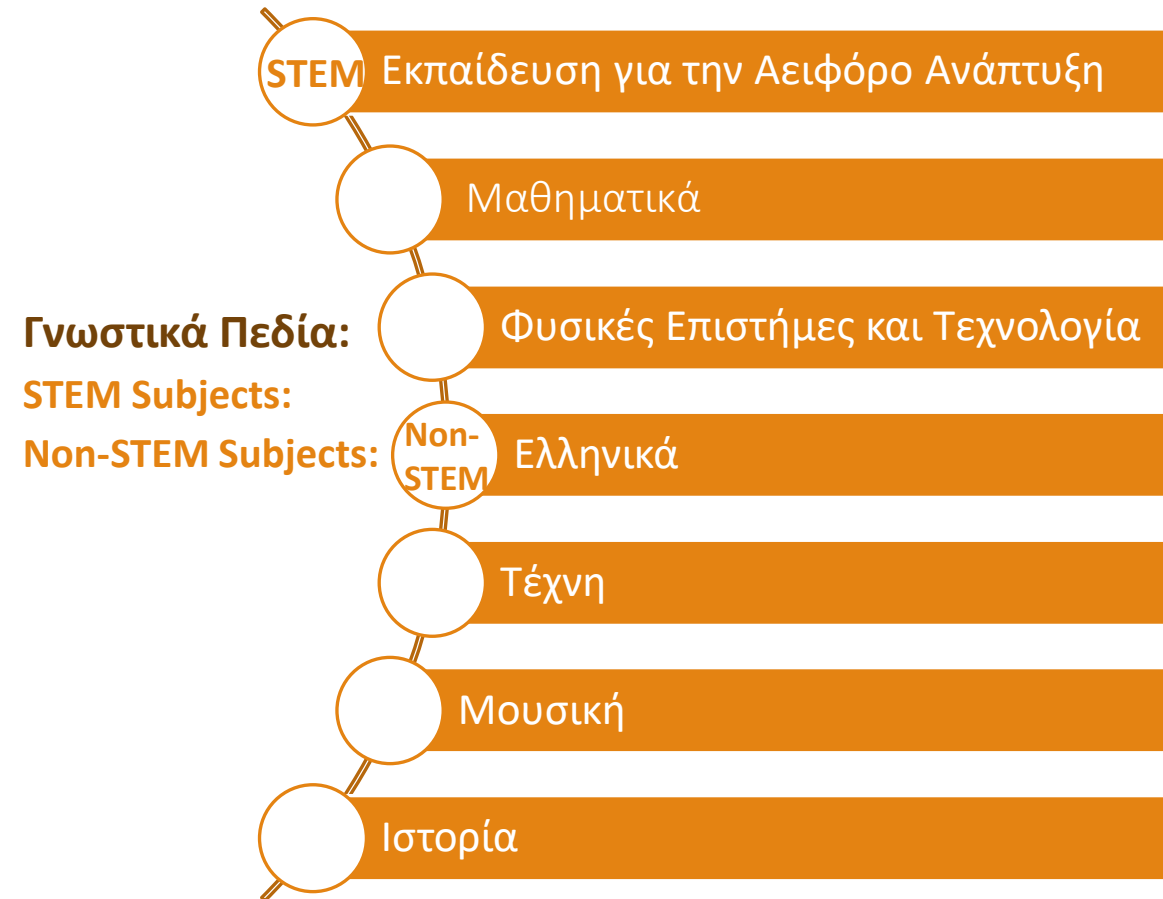 STEM
Εκπαίδευση για την Αειφόρο Ανάπτυξη
Μαθηματικά
Φυσικές Επιστήμες και Τεχνολογία
Γνωστικά Πεδία:
STEM Subjects:
Non-STEM Subjects:
Non-
STEM
Ελληνικά
Τέχνη
Μουσική
Ιστορία